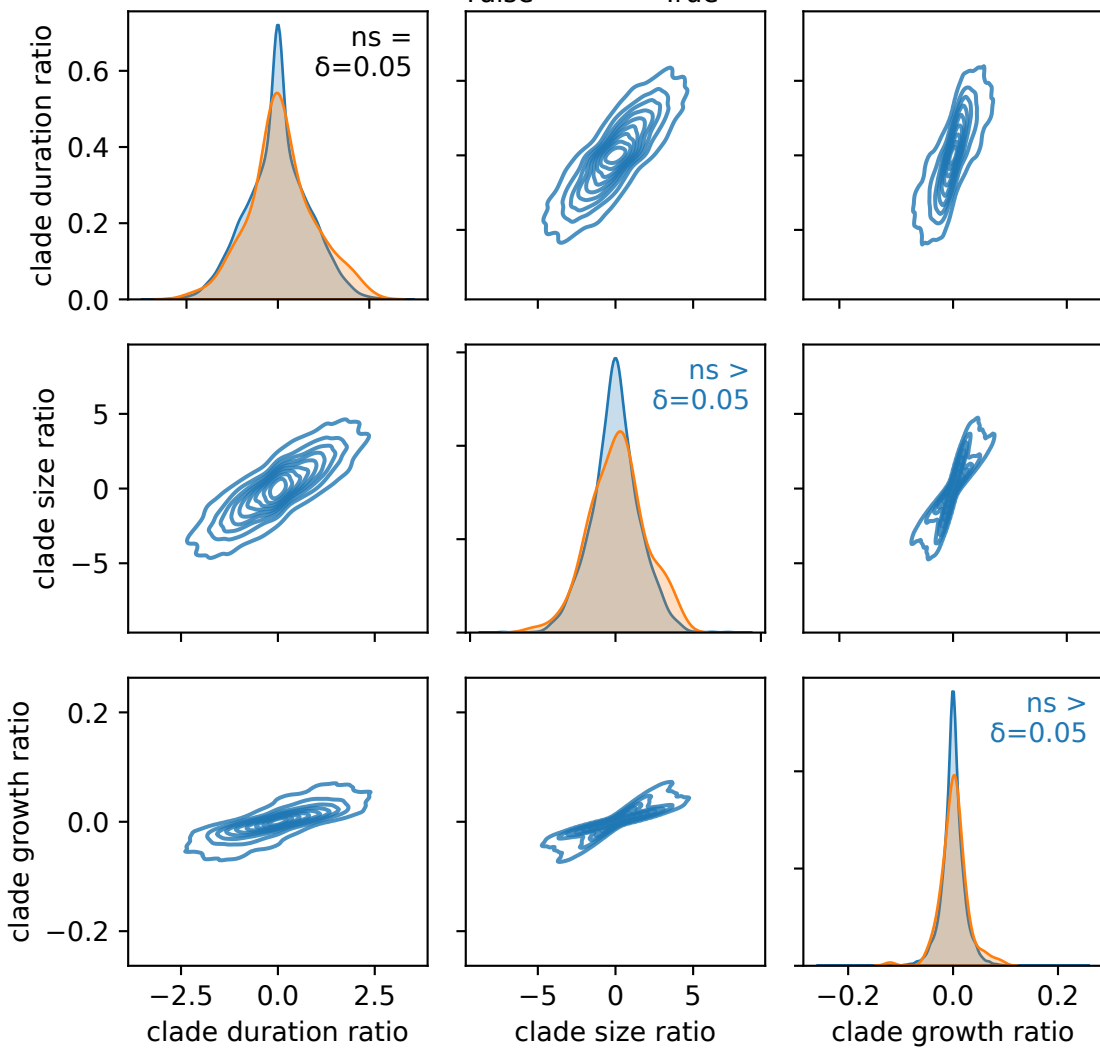 clade duration ratio
0.6
0.4
0.2
0.0
ns =
δ=0.05
clade size ratio
5
0
−5
ns >
δ=0.05
clade growth ratio
0.2
0.0
−0.2
ns >
δ=0.05
−2.5 0.0 2.5
−5 0 5
−0.2 0.0 0.2
clade duration ratio
clade size ratio
clade growth ratio